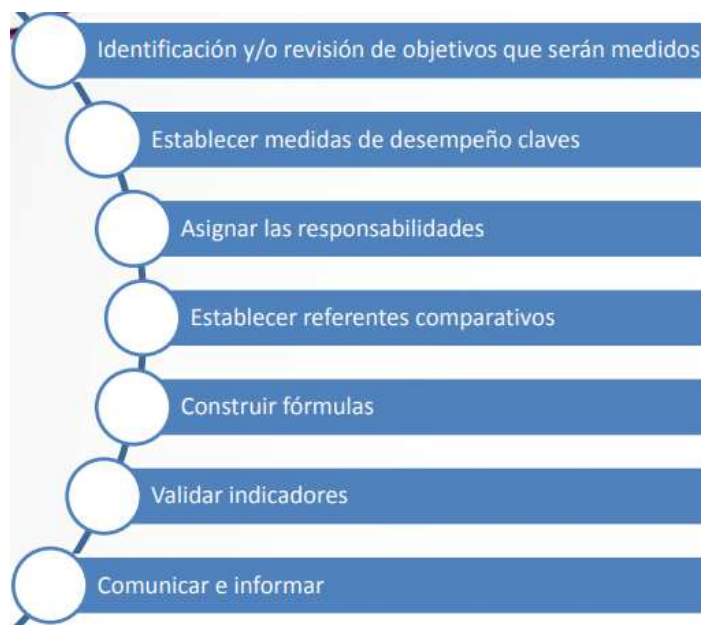 Identificación y/o revisión de objetivos que serán medidos
Establecer medidas de desempeño claves
Asignar las responsabilidades
Establecer referentes comparativos
Construir fórmulas
Validar indicadores
Comunicar e informar